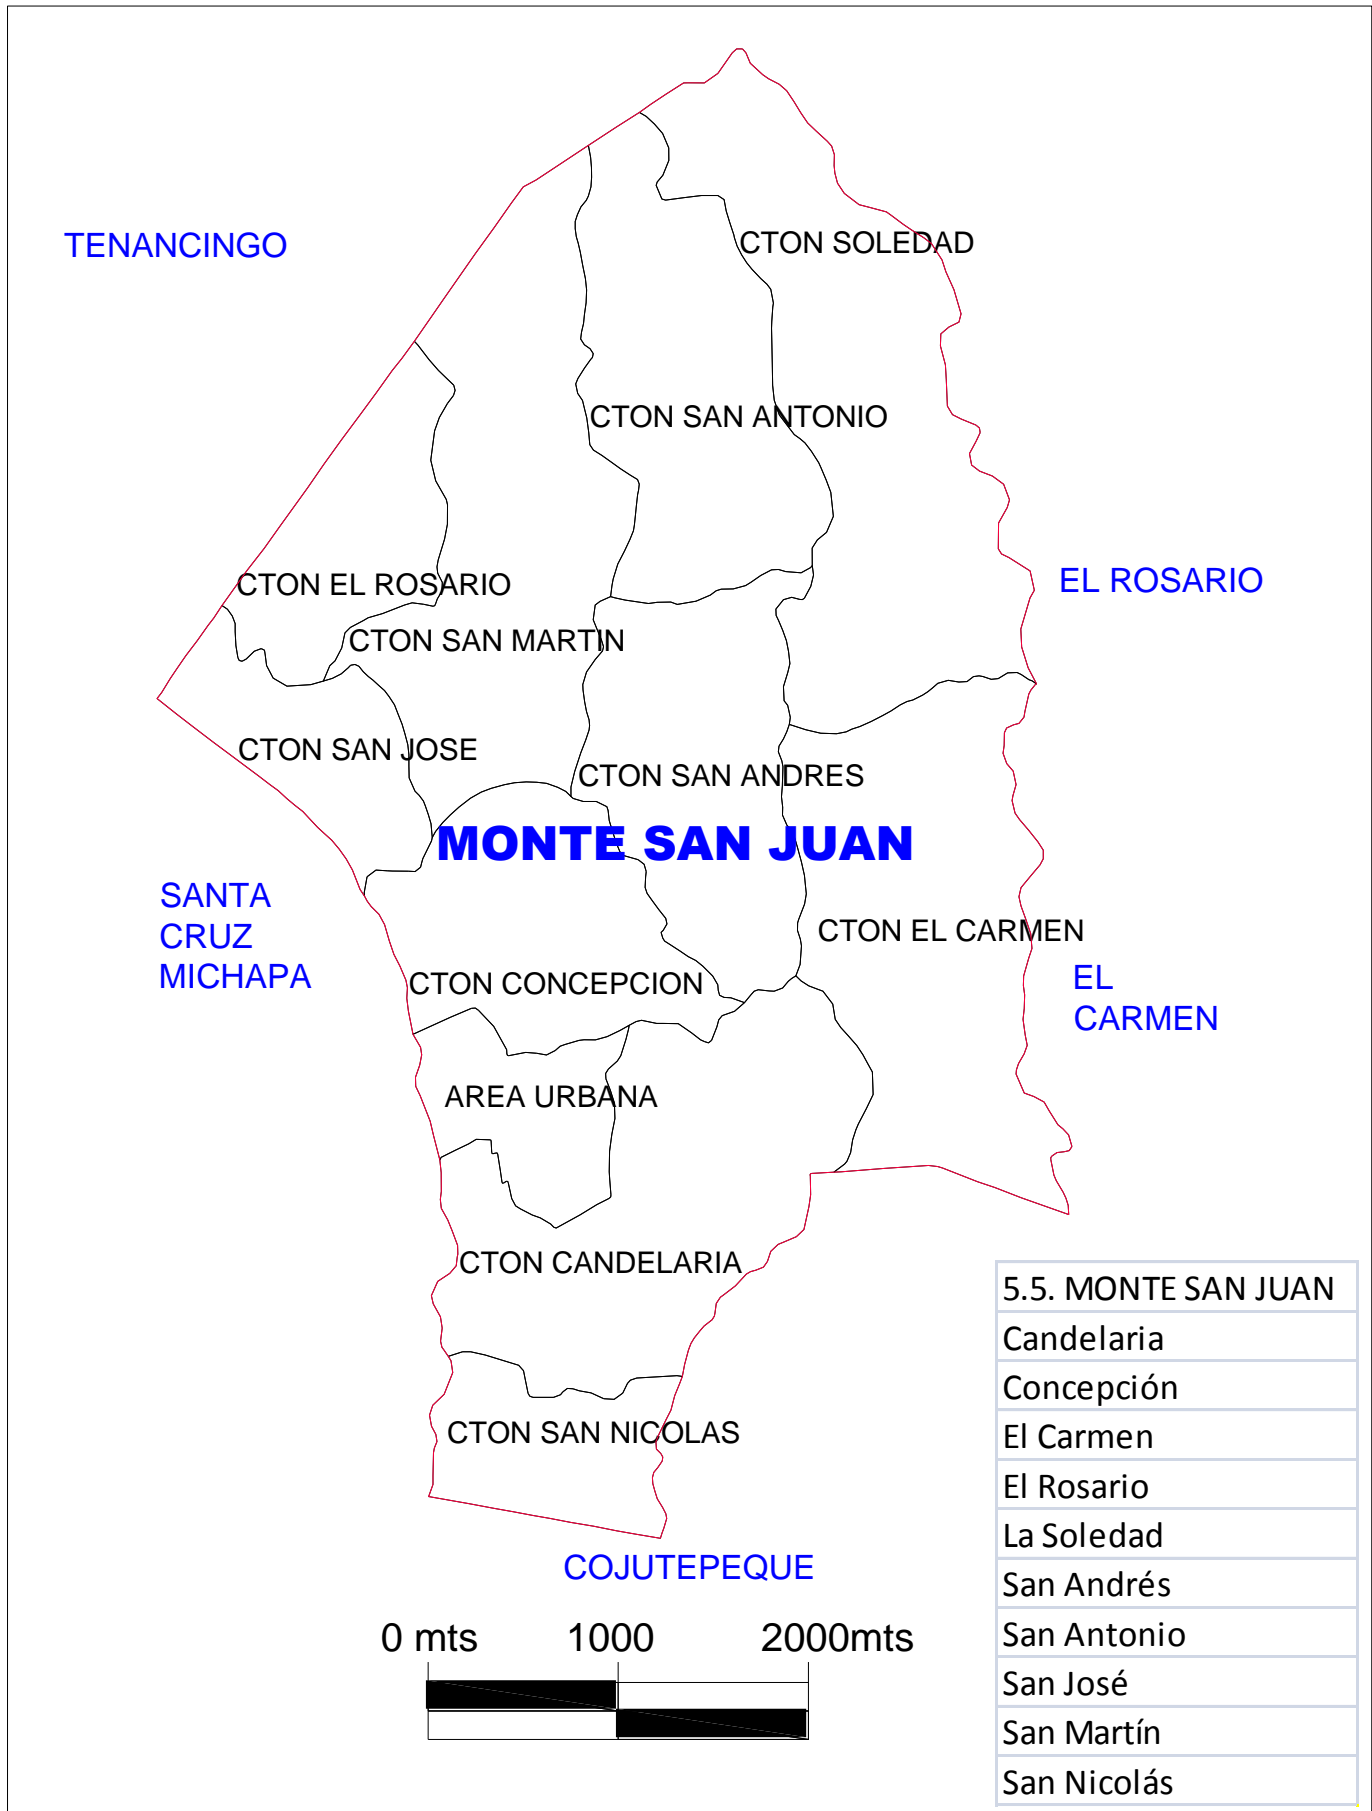 TENANCINGO
CTON SOLEDAD
CTON SAN ANTONIO
CTON EL ROSARIO
EL ROSARIO
CTON SAN MARTIN
CTON SAN JOSE
CTON SAN ANDRES
MONTE SAN JUAN
SANTA
CRUZ
MICHAPA
CTON EL CARMEN
CTON CONCEPCION
EL
CARMEN
AREA URBANA
CTON CANDELARIA
CTON SAN NICOLAS
COJUTEPEQUE
0 mts 1000 2000mts
5.5. MONTE SAN JUAN
Candelaria
Concepción
El Carmen
El Rosario
La Soledad
San Andrés
San Antonio
San José
San Martín
San Nicolás